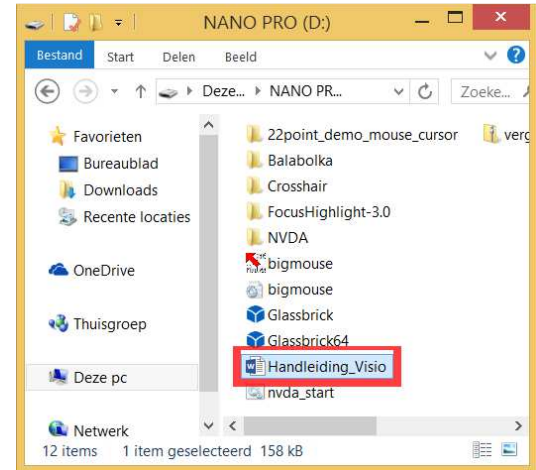 NANO PRO (D:)
Bestand Start Delen Beeld
Deze... NANO PR... Zoeke...
Favorieten
Bureaublad
Downloads
Recente locaties
OneDrive
Thuisgroep
Deze pc
Netwerk
22point_demo_mouse_cursor
Balabolka
Crosshair
FocusHighlight-3.0
NVDA
bigmouse
bigmouse
Glassbrick
Glassbrick64
Handleiding_Visio
nvda_start
verg
12 items 1 item geselecteerd 158 kB